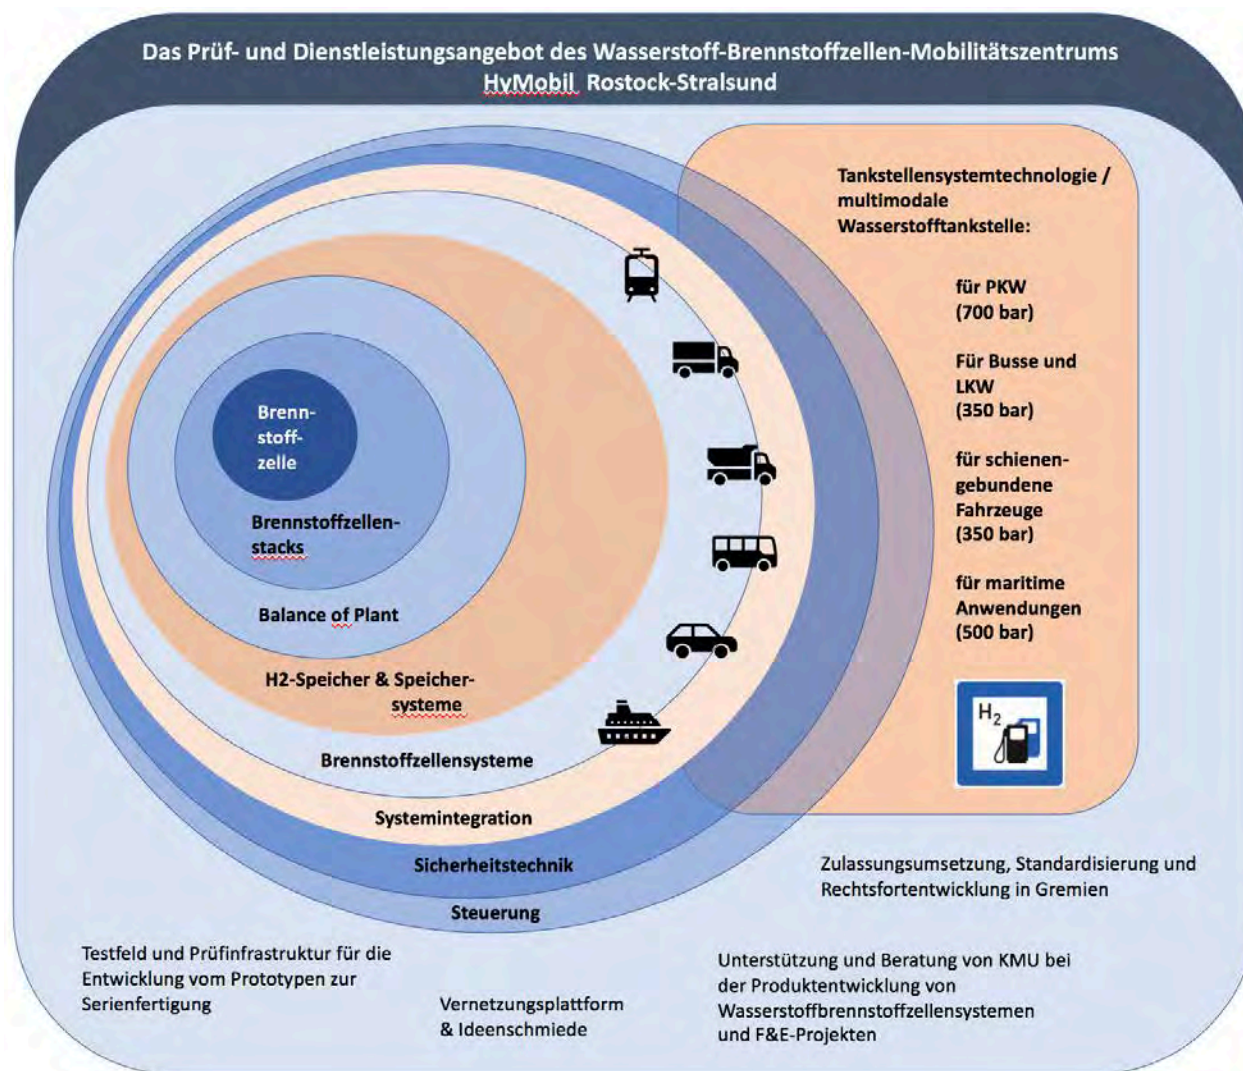 Das Prüf- und Dienstleistungsangebot des Wasserstoff-Brennstoffzellen-Mobilitätszentrums
HyMobil Rostock-Stralsund
Tankstellensystemtechnologie /
multimodale
Wasserstofftankstelle:
für PKW
(700 bar)
Für Busse und
LKW
(350 bar)
für schienen-
gebundene
Fahrzeuge
(350 bar)
für maritime
Anwendungen
(500 bar)
H2
Brenn-
stoff-
zelle
Brennstoffzellen-
stacks
Balance of Plant
H2-Speicher & Speicher-
systeme
Brennstoffzellensysteme
Systemintegration
Sicherheitstechnik
Steuerung
Zulassungsumsetzung, Standardisierung und
Rechtsfortentwicklung in Gremien
Testfeld und Prüfinfrastruktur für die
Entwicklung vom Prototypen zur
Serienfertigung
Vernetzungsplattform
& Ideenschmiede
Unterstützung und Beratung von KMU bei
der Produktentwicklung von
Wasserstoffbrennstoffzellensystemen
und F&E-Projekten